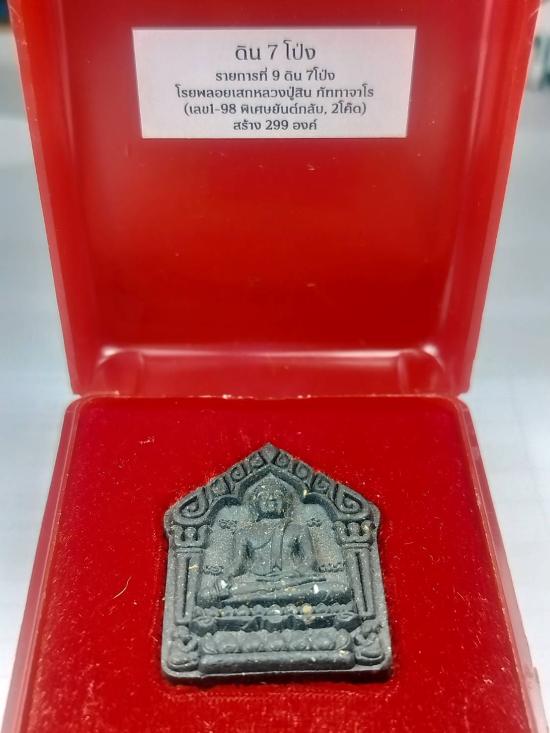 ดิน 7 โป่ง
รายการที่ 9 ดิน 7โป่ง
โรยพลอยเสกหลวงปู่สิน ภัททาจาโร
(เลข1-98 พิเศษยันต์กลับ, 2โค๊ด)
สร้าง 299 องค์